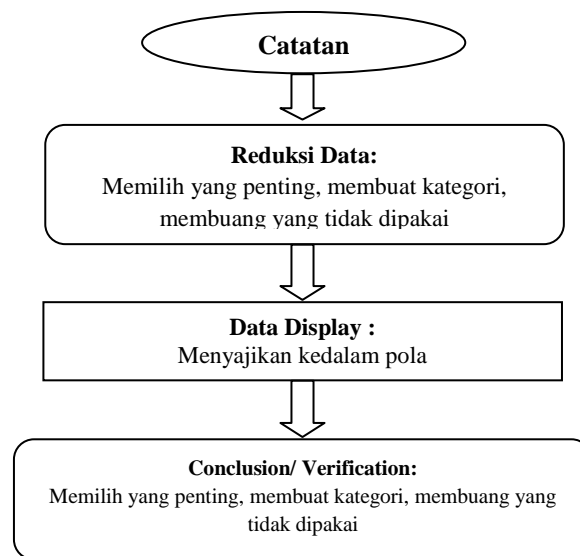 Catatan
Reduksi Data:
Memilih yang penting, membuat kategori,
membuang yang tidak dipakai
Data Display :
Menyajikan kedalam pola
Conclusion/ Verification:
Memilih yang penting, membuat kategori, membuang yang
tidak dipakai